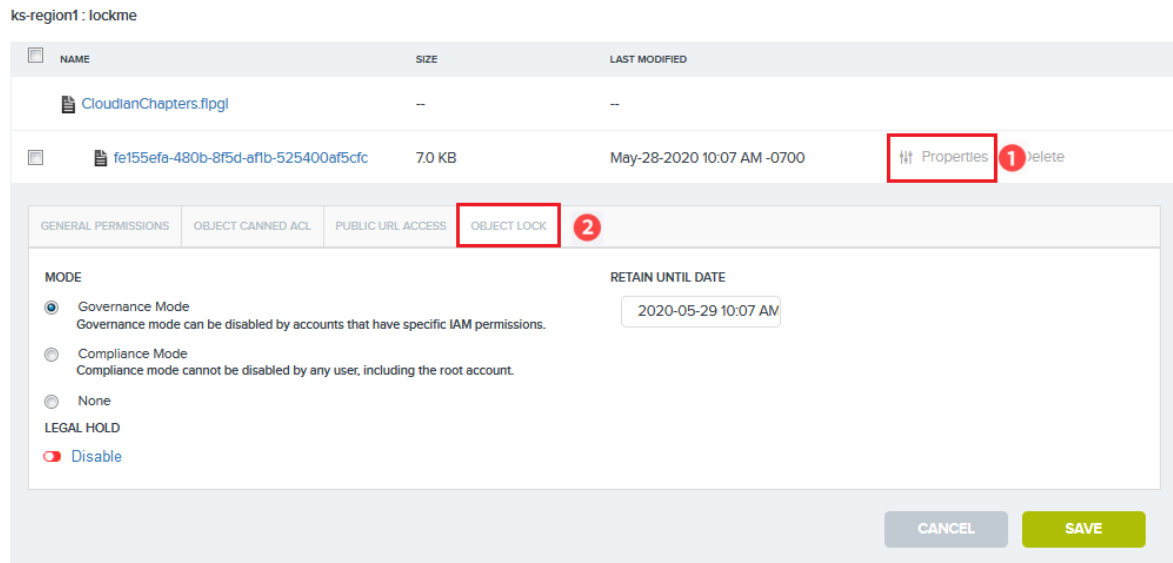 ks-region1 : lockme
NAME SIZE LAST MODIFIED
CloudianChapters.flpgl -- --
fe155efa-480b-8f5d-af1b-525400af5cfc 7.0 KB May-28-2020 10:07 AM -0700 Properties 1 Delete
GENERAL PERMISSIONS OBJECT CANNED ACL PUBLIC URL ACCESS OBJECT LOCK 2
MODE RETAIN UNTIL DATE
Governance Mode 2020-05-29 10:07 AM
Governance mode can be disabled by accounts that have specific IAM permissions.
Compliance Mode
Compliance mode cannot be disabled by any user, including the root account.
None
LEGAL HOLD
Disable
CANCEL SAVE